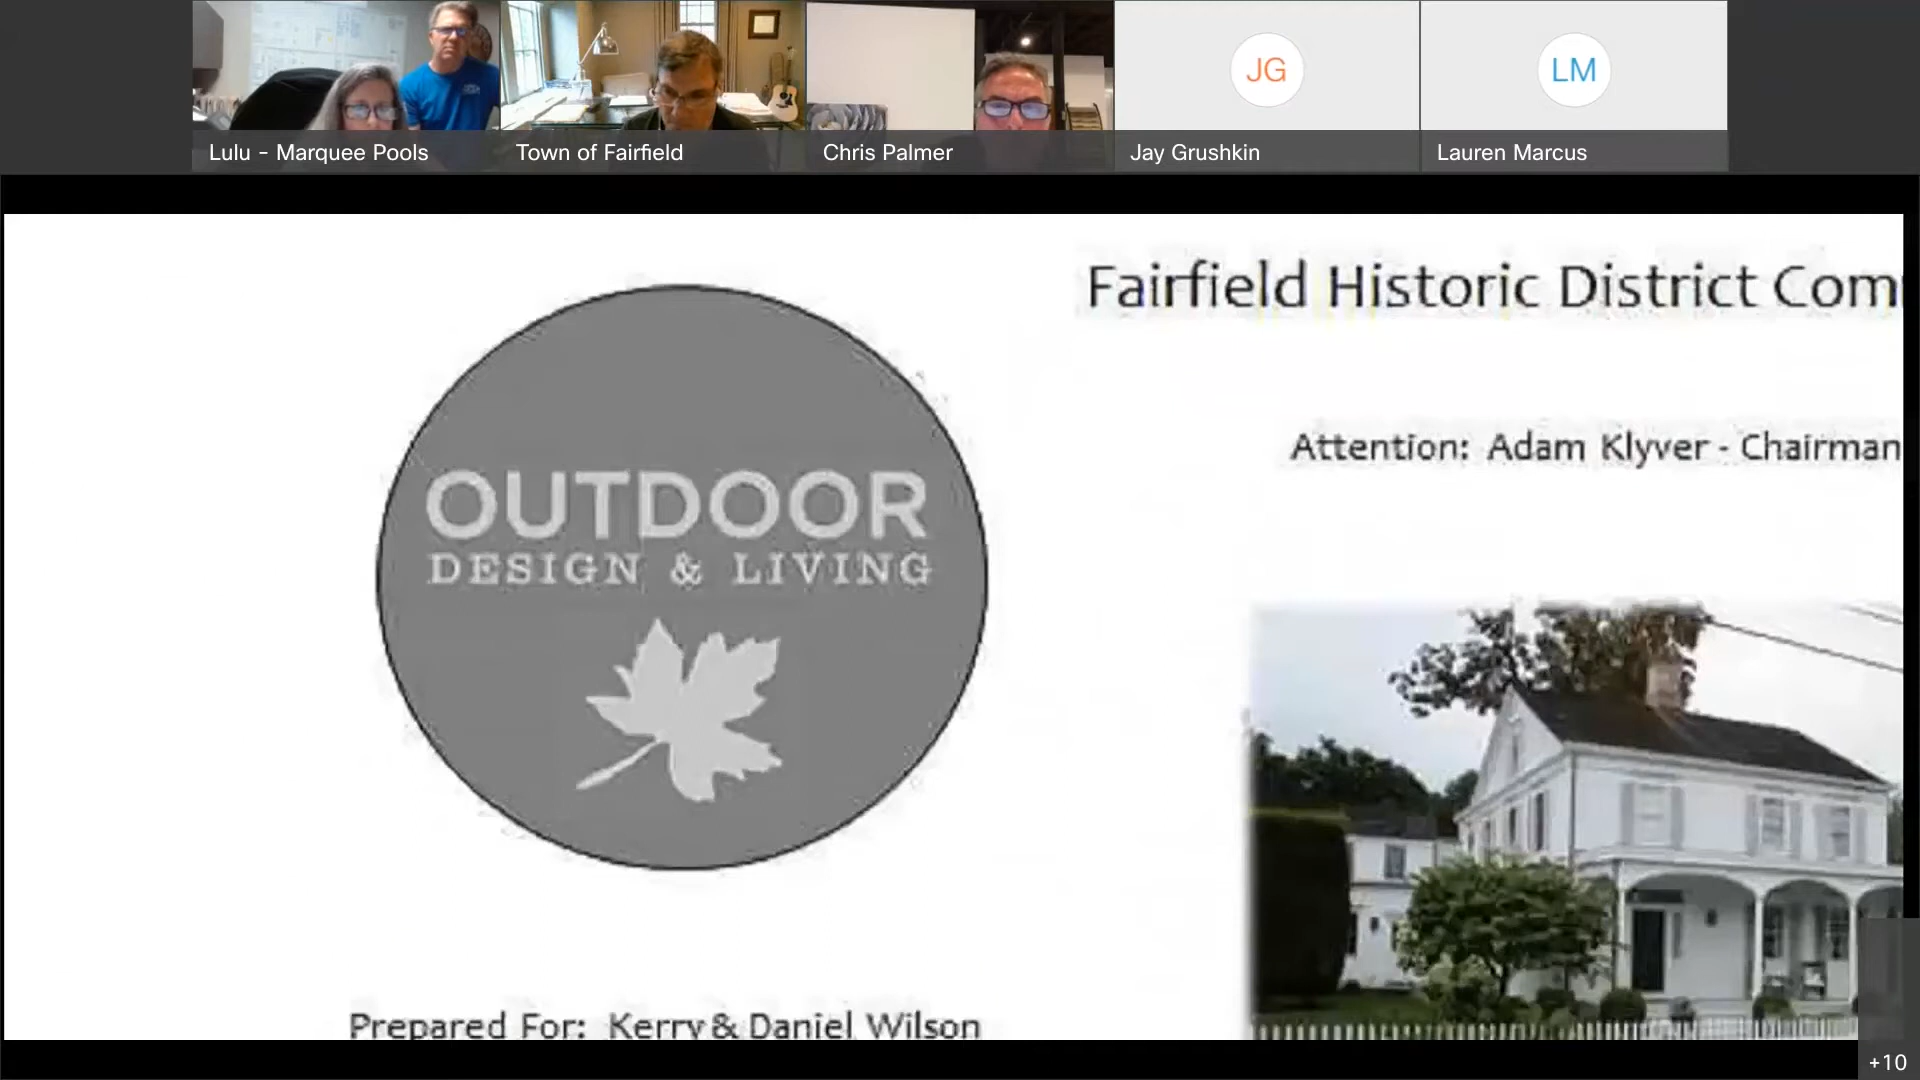 JG
LM
Lulu - Marquee Pools
Town of Fairfield
Chris Palmer
Jay Grushkin
Lauren Marcus
Fairfield Historic District Com
Attention: Adam Klyver - Chairman
OUTDOOR
DESIGN & LIVING
Prepared For: Kerry & Daniel Wilson
+10